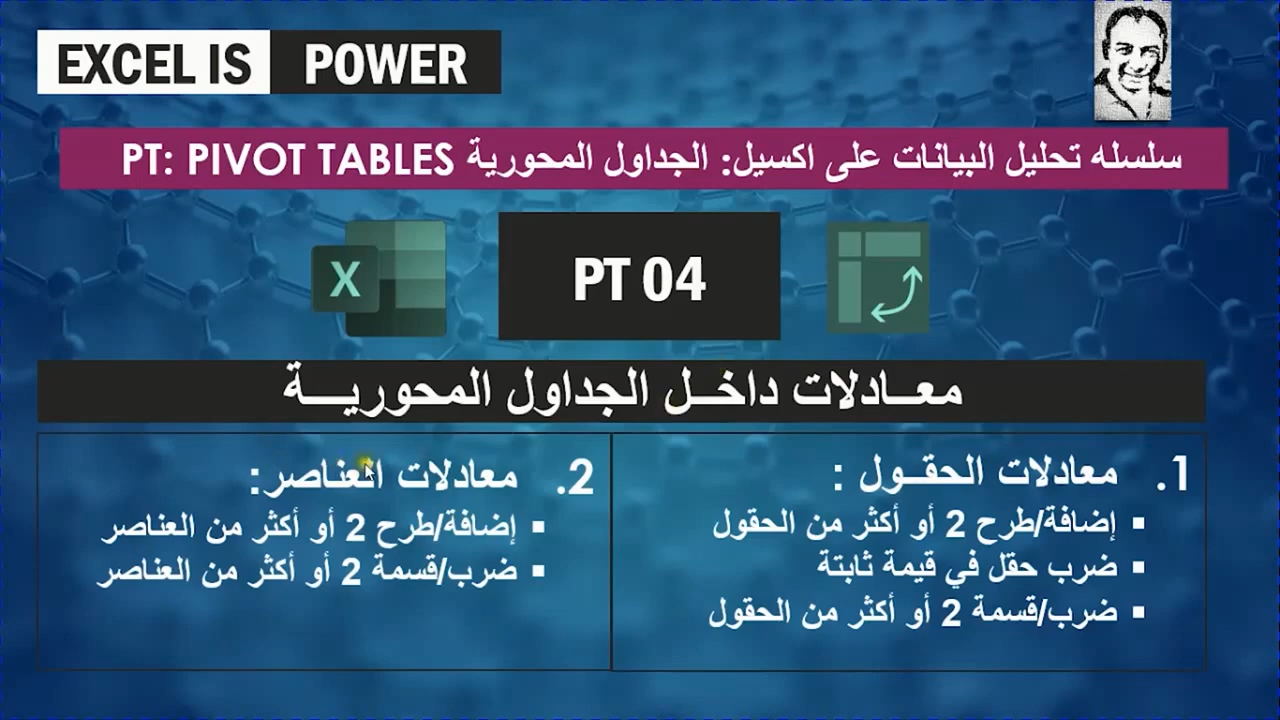 EXCEL IS POWER
سلسله تحليل البيانات على اكسيل: الجداول المحورية PT: PIVOT TABLES
X
PT 04
معــادلات داخــل الجداول المحوريــــة
1. معادلات الحقــول :
▪ إضافة/طرح 2 أو أكثر من الحقول
▪ ضرب حقل في قيمة ثابتة
▪ ضرب/قسمة 2 أو أكثر من الحقول
2. معادلات العناصر:
▪ إضافة/طرح 2 أو أكثر من العناصر
▪ ضرب/قسمة 2 أو أكثر من العناصر